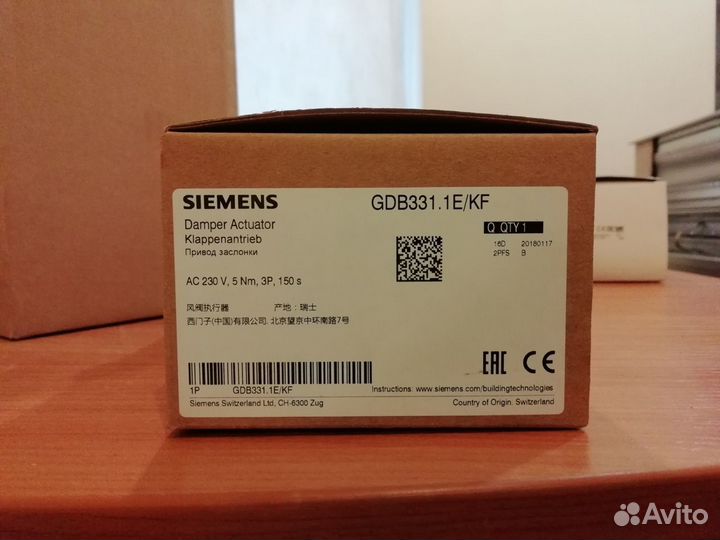 SIEMENS
GDB331.1E/KF
Damper Actuator
Klappenantrieb
Привод заслонки
Q QTY 1
16D 20180117
2PFS B
AC 230 V, 5 Nm, 3P, 150 s
风阀执行器 产地: 瑞士
西门子(中国)有限公司. 北京望京中环南路7号
EAC CE
1P GDB331.1E/KF
Instructions: www.siemens.com/buildingtechnologies
Siemens Switzerland Ltd, CH-6300 Zug
Country of Origin: Switzerland
Avito